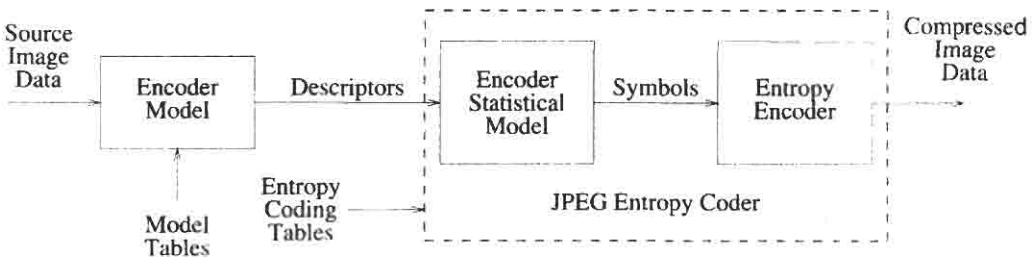 Source
Image
Data
Encoder
Model
Descriptors
Encoder
Statistical
Model
Symbols
Entropy
Encoder
Compressed
Image
Data
Model
Tables
Entropy
Coding
Tables
JPEG Entropy Coder